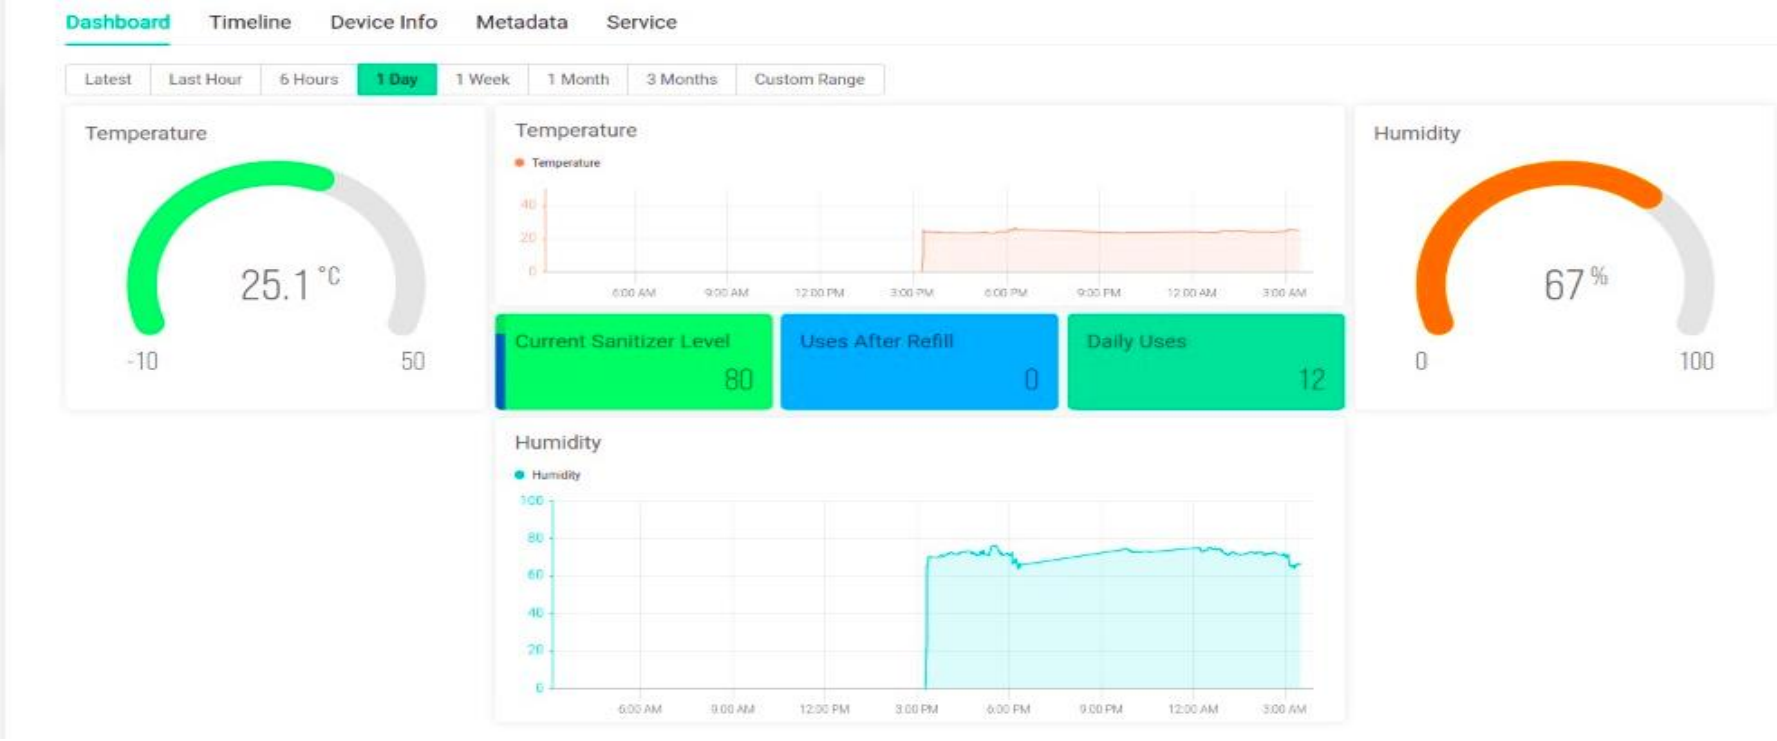 Dashboard Timeline Device Info Metadata Service
Latest Last Hour 6 Hours 1 Day 1 Week 1 Month 3 Months Custom Range
Temperature
25.1 °C
-10 50
Temperature
Temperature
40
20
0
6:00 AM 9:00 AM 12:00 PM 3:00 PM 6:00 PM 9:00 PM 12:00 AM 3:00 AM
Current Sanitizer Level
80
Uses After Refill
0
Daily Uses
12
Humidity
67 %
0 100
Humidity
Humidity
100
80
60
40
20
0
6:00 AM 9:00 AM 12:00 PM 3:00 PM 6:00 PM 9:00 PM 12:00 AM 3:00 AM